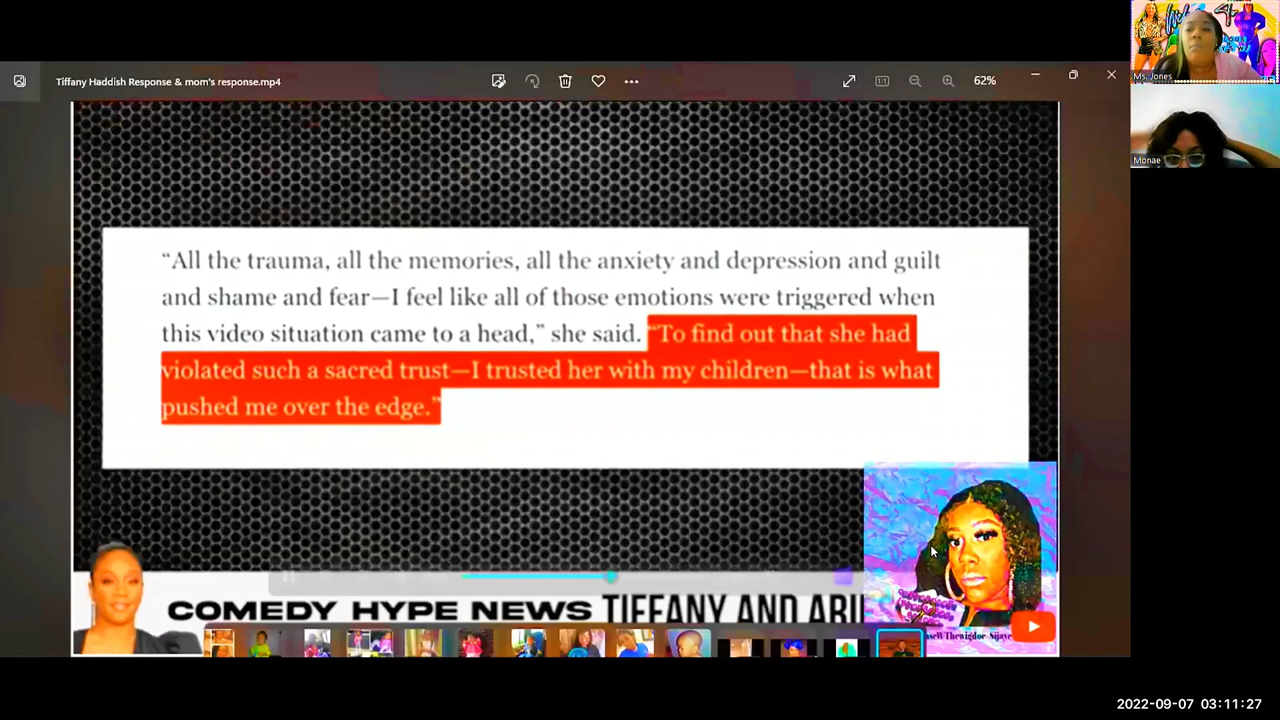 Ms. Jones
Monae
Tiffany Haddish Response & mom's response.mp4
62%
“All the trauma, all the memories, all the anxiety and depression and guilt
and shame and fear—I feel like all of those emotions were triggered when
this video situation came to a head,” she said. “To find out that she had
violated such a sacred trust—I trusted her with my children—that is what
pushed me over the edge.”
COMEDY HYPE NEWS TIFFANY AND ARI
2022-09-07 03:11:27